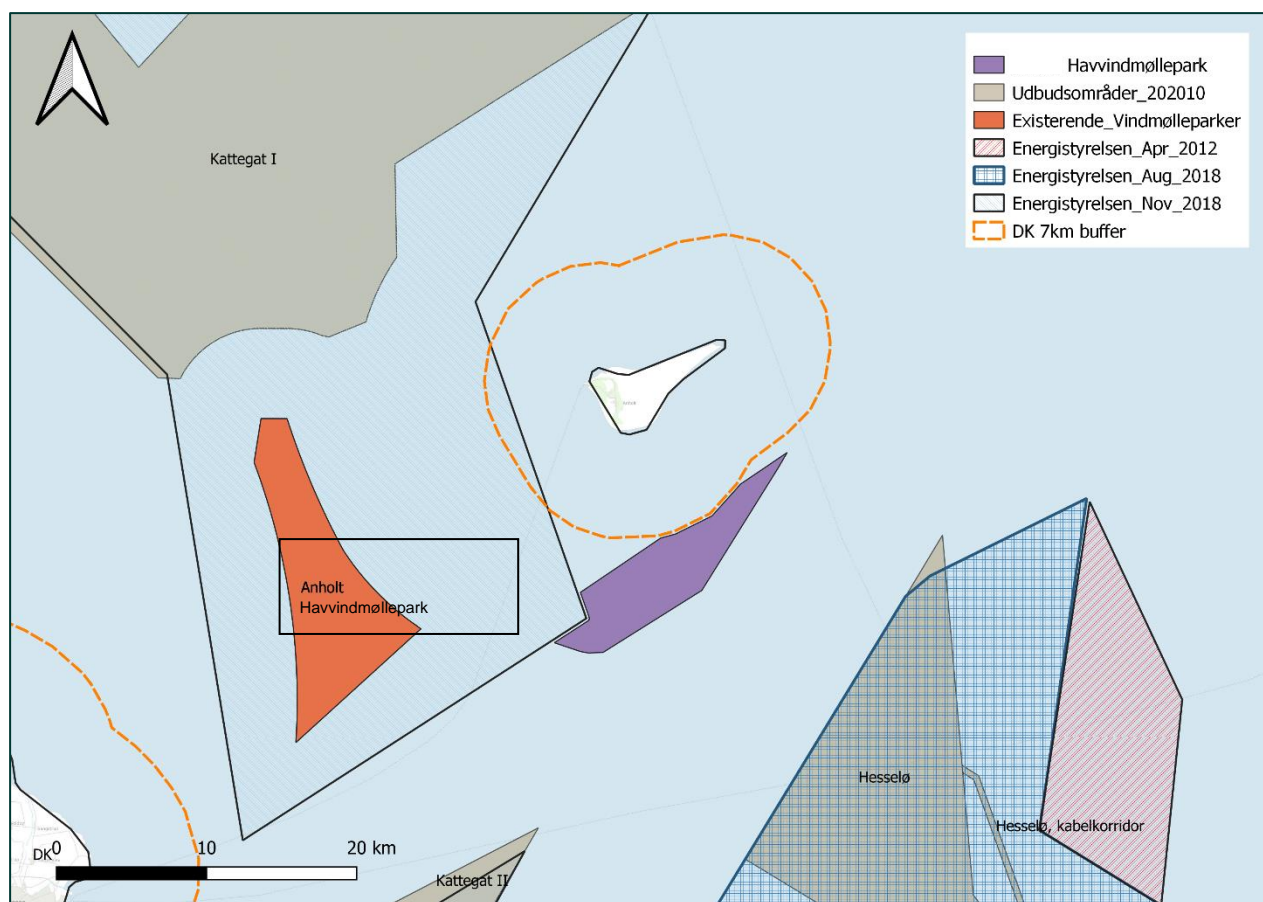 Havvindmøllepark
Udbudsområder_202010
Existerende_Vindmølleparker
Energistyrelsen_Apr_2012
Energistyrelsen_Aug_2018
Energistyrelsen_Nov_2018
DK 7km buffer
Kattegat I
Anholt
Anholt
Havvindmøllepark
Hesselø
Hesselø, kabelkorridor
DK
0
10
20 km
Kattegat II